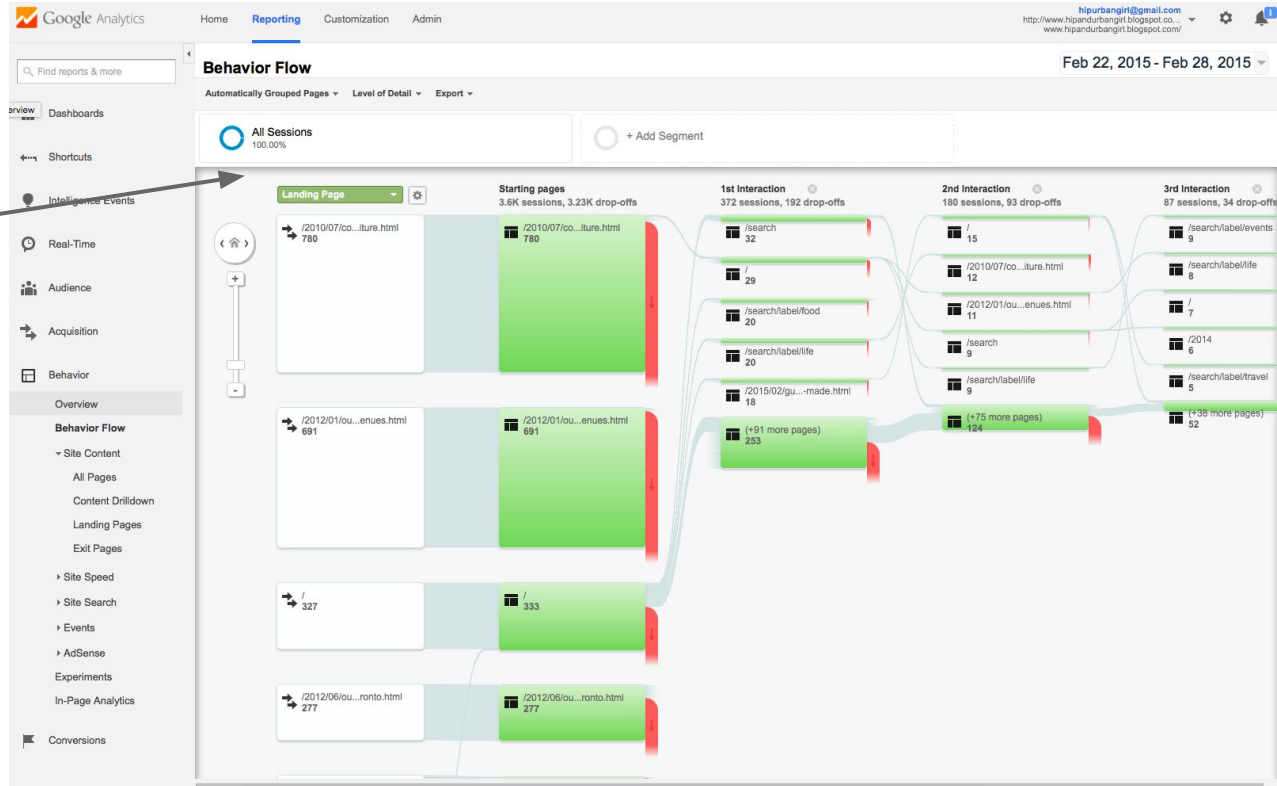 Google Analytics
Home Reporting Customization Admin
hipurbangirl@gmail.com
http://www.hipandurbangirl.blogspot.co...
www.hipandurbangirl.blogspot.com/
1
Find reports & more
Behavior Flow
Feb 22, 2015 - Feb 28, 2015
Automatically Grouped Pages Level of Detail Export
erview
Dashboards
Shortcuts
Intelligence Events
Real-Time
Audience
Acquisition
Behavior
Overview
Behavior Flow
Site Content
All Pages
Content Drilldown
Landing Pages
Exit Pages
Site Speed
Site Search
Events
AdSense
Experiments
In-Page Analytics
Conversions
All Sessions
100.00%
+ Add Segment
Landing Page
/2010/07/co...iture.html
780
/2012/01/ou...enues.html
691
/
327
/2012/06/ou...ronto.html
277
Starting pages
3.6K sessions, 3.23K drop-offs
/2010/07/co...iture.html
780
/2012/01/ou...enues.html
691
/
333
/2012/06/ou...ronto.html
277
1st Interaction
372 sessions, 192 drop-offs
/search
32
/
29
/search/label/food
20
/search/label/life
20
/2015/02/gu...-made.html
18
(+91 more pages)
253
2nd Interaction
180 sessions, 93 drop-offs
/
15
/2010/07/co...iture.html
12
/2012/01/ou...enues.html
11
/search
9
/search/label/life
9
(+75 more pages)
124
3rd Interaction
87 sessions, 34 drop-offs
/search/label/events
9
/search/label/life
8
/
7
/2014
6
/search/label/travel
5
(+38 more pages)
52
+
-